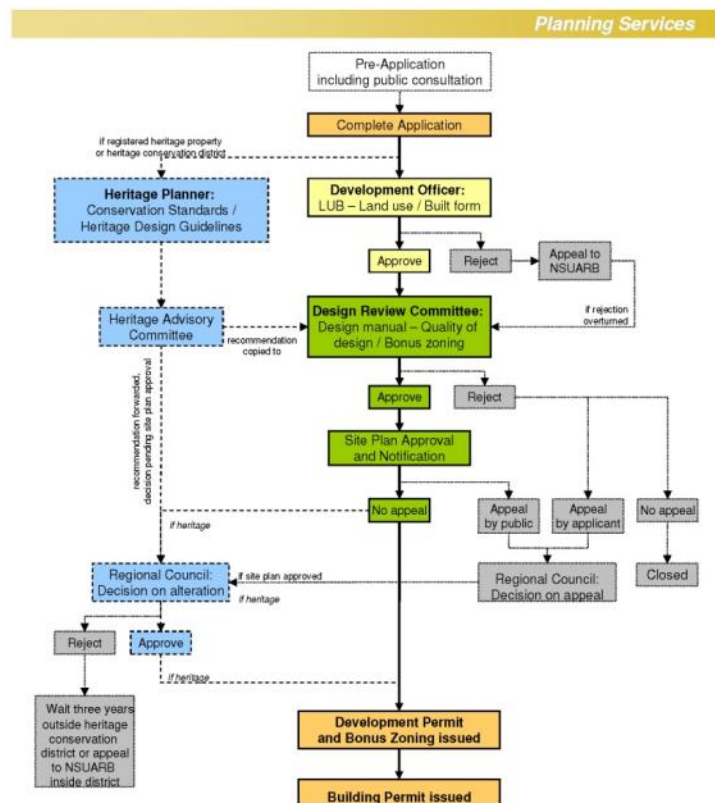 Planning Services
Pre-Application
including public consultation
Complete Application
if registered heritage property
or heritage conservation district
Heritage Planner:
Conservation Standards /
Heritage Design Guidelines
Development Officer:
LUB – Land use / Built form
Approve
Reject
Appeal to
NSUARB
if rejection
overturned
Heritage Advisory
Committee
recommendation
copied to
Design Review Committee:
Design manual – Quality of
design / Bonus zoning
recommendation forwarded,
decision pending site plan approval
Approve
Reject
Site Plan Approval
and Notification
if heritage
No appeal
Appeal
by public
Appeal
by applicant
No appeal
Regional Council:
Decision on alteration
if site plan approved
if heritage
Regional Council:
Decision on appeal
Closed
Reject
Approve
if heritage
Wait three years
outside heritage
conservation
district or appeal
to NSUARB
inside district
Development Permit
and Bonus Zoning issued
Building Permit issued